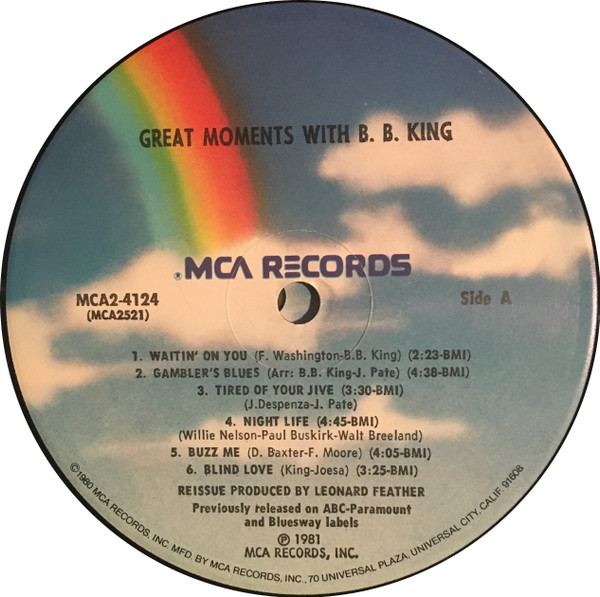 GREAT MOMENTS WITH B. B. KING
® MCA RECORDS
MCA2-4124
(MCA2521)
Side A
1. WAITIN' ON YOU (F. Washington-B.B. King) (2:23-BMI)
2. GAMBLER'S BLUES (Arr: B.B. King-J. Pate) (4:38-BMI)
3. TIRED OF YOUR JIVE (3:30-BMI)
(J.Despenza-J. Pate)
4. NIGHT LIFE (4:45-BMI)
(Willie Nelson-Paul Buskirk-Walt Breeland)
5. BUZZ ME (D. Baxter-F. Moore) (4:05-BMI)
6. BLIND LOVE (King-Joesa) (3:25-BMI)
REISSUE PRODUCED BY LEONARD FEATHER
Previously released on ABC-Paramount
and Bluesway labels
℗ 1981
MCA RECORDS, INC.
©1980 MCA RECORDS, INC. MFD. BY MCA RECORDS, INC., 70 UNIVERSAL PLAZA, UNIVERSAL CITY, CALIF. 91608